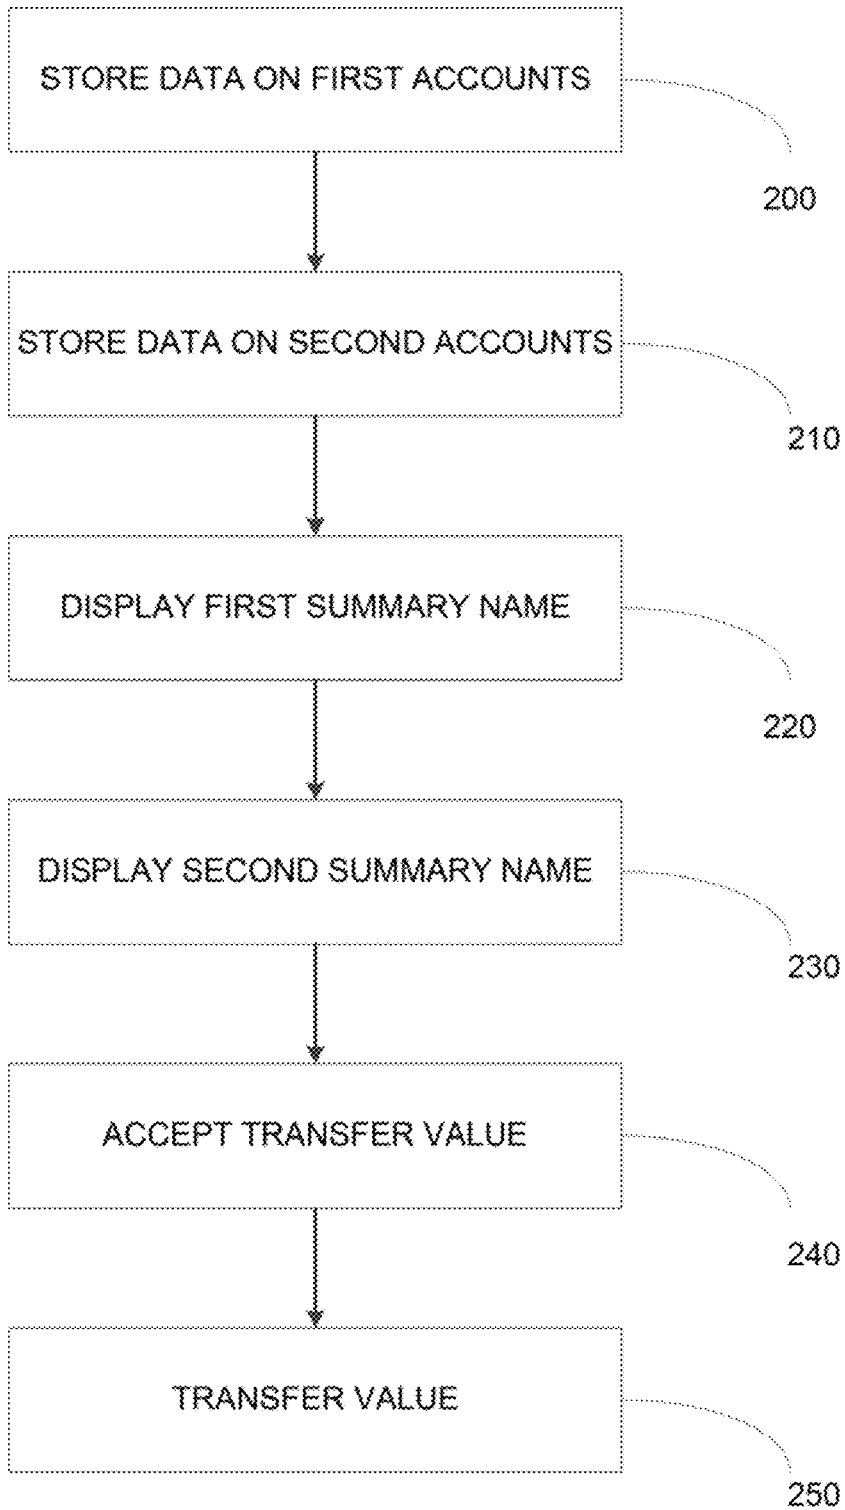 STORE DATA ON FIRST ACCOUNTS
200
STORE DATA ON SECOND ACCOUNTS
210
DISPLAY FIRST SUMMARY NAME
220
DISPLAY SECOND SUMMARY NAME
230
ACCEPT TRANSFER VALUE
240
TRANSFER VALUE
250